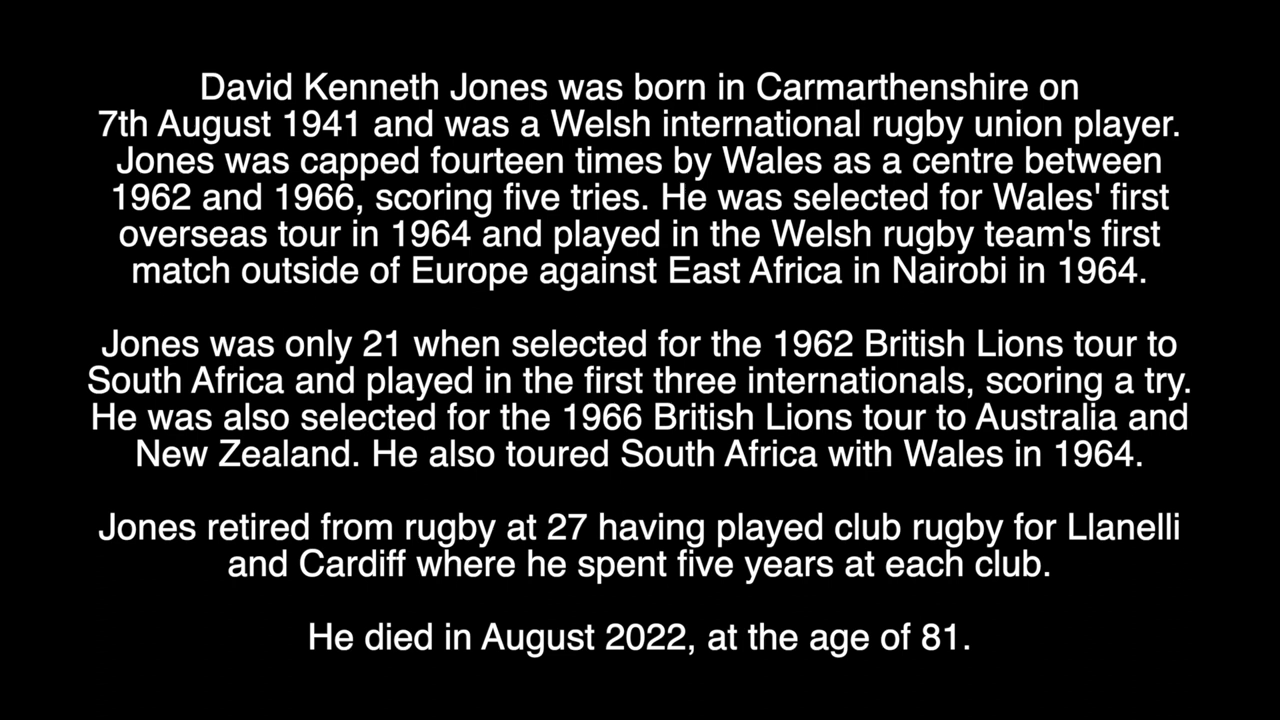 David Kenneth Jones was born in Carmarthenshire on
7th August 1941 and was a Welsh international rugby union player.
Jones was capped fourteen times by Wales as a centre between
1962 and 1966, scoring five tries. He was selected for Wales' first
overseas tour in 1964 and played in the Welsh rugby team's first
match outside of Europe against East Africa in Nairobi in 1964.
Jones was only 21 when selected for the 1962 British Lions tour to
South Africa and played in the first three internationals, scoring a try.
He was also selected for the 1966 British Lions tour to Australia and
New Zealand. He also toured South Africa with Wales in 1964.
Jones retired from rugby at 27 having played club rugby for Llanelli
and Cardiff where he spent five years at each club.
He died in August 2022, at the age of 81.